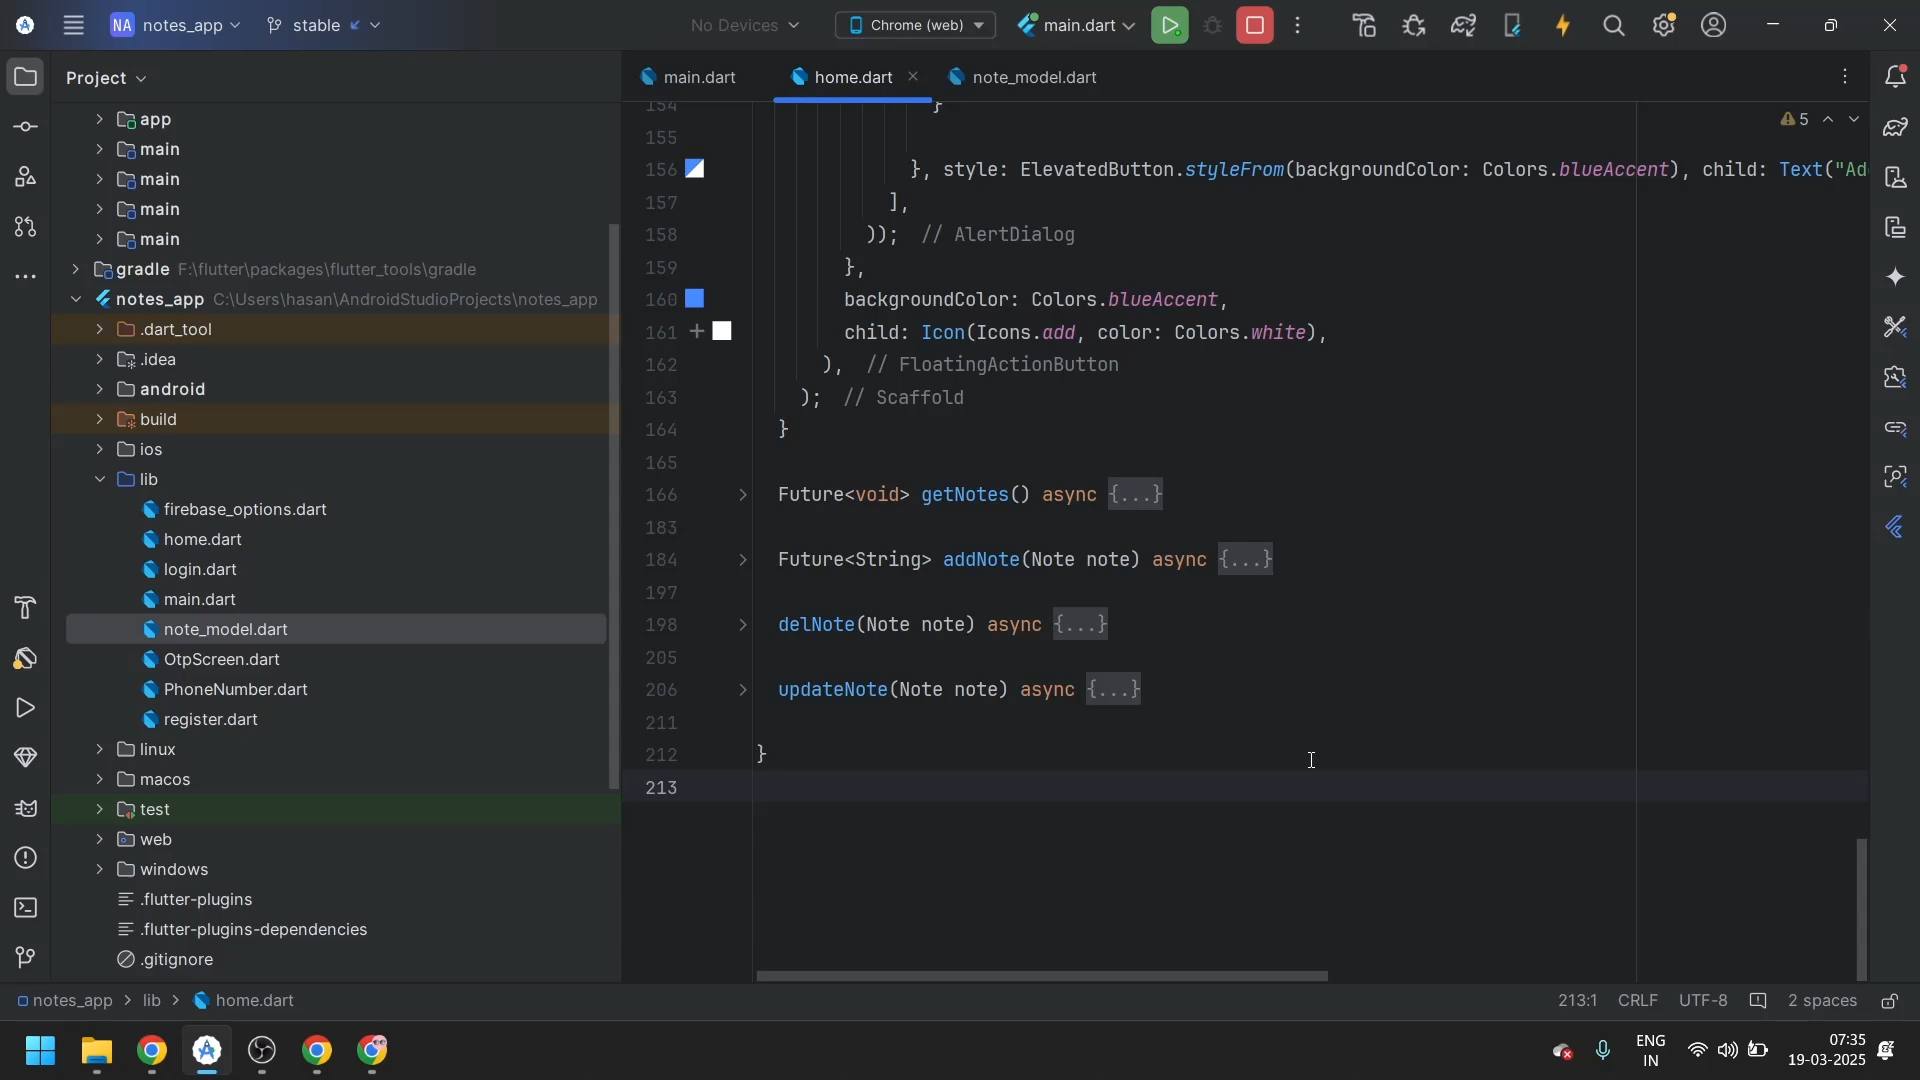 NA notes_app
stable
No Devices
Chrome (web)
main.dart
Project
app
main
main
main
main
gradle F:\flutter\packages\flutter_tools\gradle
notes_app C:\Users\hasan\AndroidStudioProjects\notes_app
.dart_tool
.idea
android
build
ios
lib
firebase_options.dart
home.dart
login.dart
main.dart
note_model.dart
OtpScreen.dart
PhoneNumber.dart
register.dart
linux
macos
test
web
windows
.flutter-plugins
.flutter-plugins-dependencies
.gitignore
main.dart
home.dart
note_model.dart
5
154 }
155
156 }, style: ElevatedButton.styleFrom(backgroundColor: Colors.blueAccent), child: Text("Ad
157 ],
158 )); // AlertDialog
159 },
160 backgroundColor: Colors.blueAccent,
161 child: Icon(Icons.add, color: Colors.white),
162 ), // FloatingActionButton
163 ); // Scaffold
164 }
165
166 Future<void> getNotes() async {...}
183
184 Future<String> addNote(Note note) async {...}
197
198 delNote(Note note) async {...}
205
206 updateNote(Note note) async {...}
211
212 }
213
notes_app > lib > home.dart
213:1 CRLF UTF-8 2 spaces
ENG
IN
07:35
19-03-2025